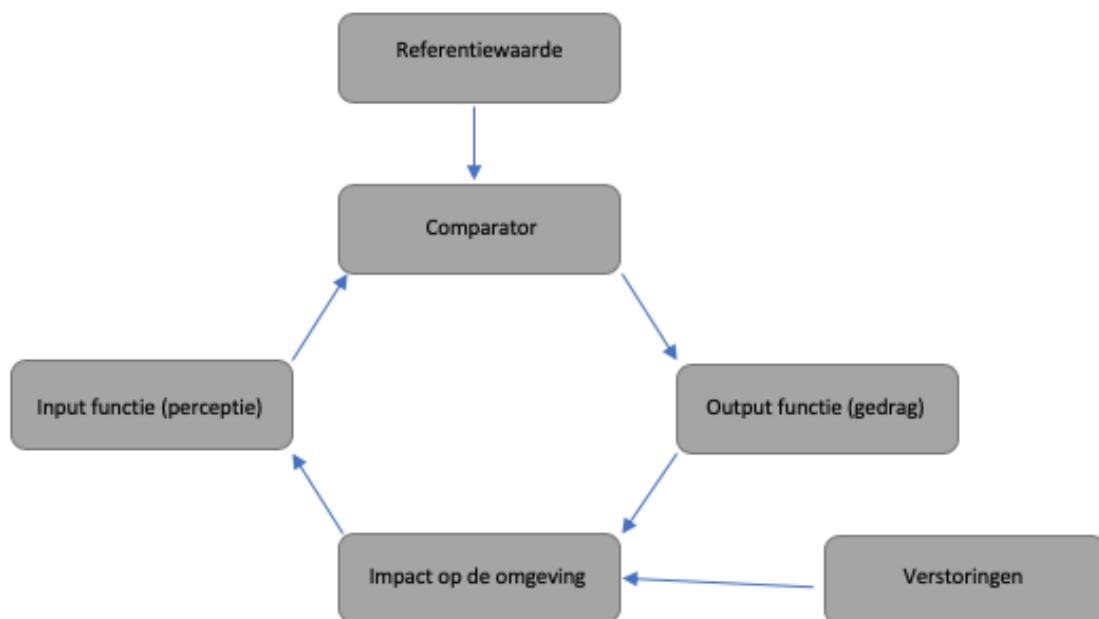 Referentiewaarde
Comparator
Input functie (perceptie)
Output functie (gedrag)
Impact op de omgeving
Verstoringen